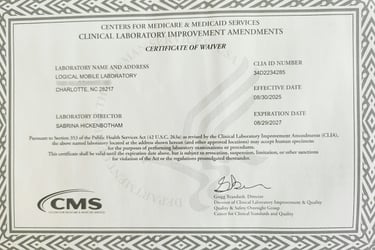 CENTERS FOR MEDICARE & MEDICAID SERVICES
CLINICAL LABORATORY IMPROVEMENT AMENDMENTS
CERTIFICATE OF WAIVER
LABORATORY NAME AND ADDRESS
LOGICAL MOBILE LABORATORY
CHARLOTTE, NC 28217
CLIA ID NUMBER
34D2234285
EFFECTIVE DATE
08/30/2025
LABORATORY DIRECTOR
SABRINA HICKENBOTHAM
EXPIRATION DATE
08/29/2027
Pursuant to Section 353 of the Public Health Services Act (42 U.S.C. 263a) as revised by the Clinical Laboratory Improvement Amendments (CLIA),
the above named laboratory located at the address shown hereon (and other approved locations) may accept human specimens
for the purposes of performing laboratory examinations or procedures.
This certificate shall be valid until the expiration date above, but is subject to revocation, suspension, limitation, or other sanctions
for violation of the Act or the regulations promulgated thereunder.
CMS
CENTERS FOR MEDICARE & MEDICAID SERVICES
Director
Division of Clinical Laboratory Improvement & Quality
Quality & Safety Oversight Group
Center for Clinical Standards and Quality